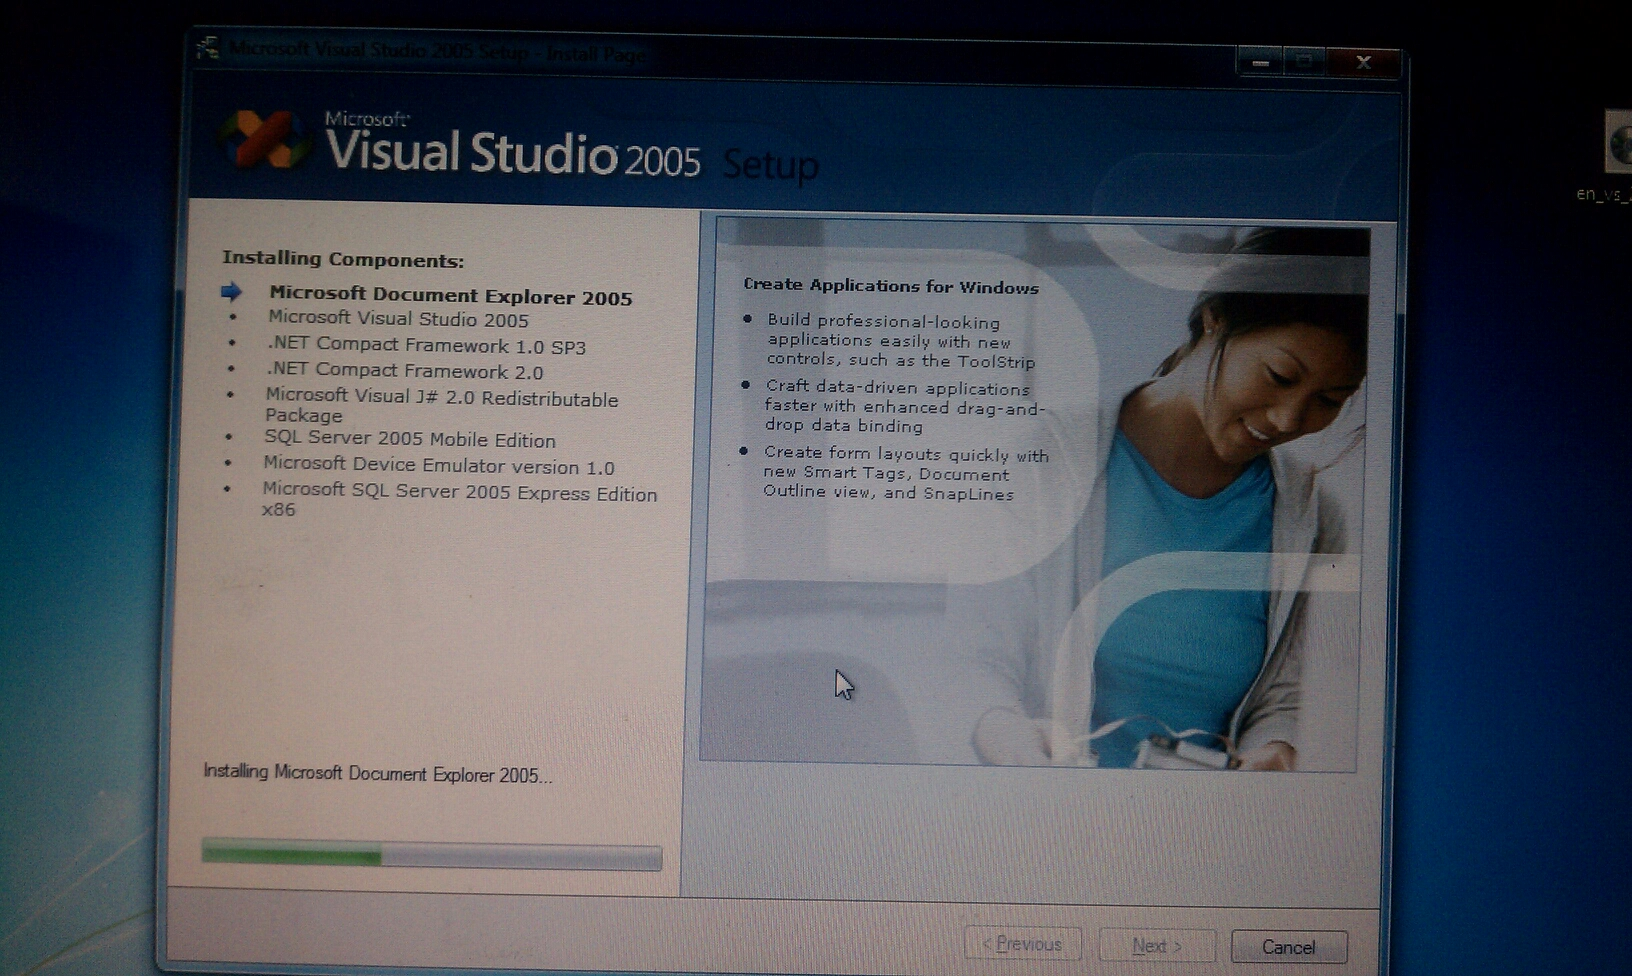 Microsoft Visual Studio 2005 Setup - Install Page
Microsoft
Visual Studio 2005 Setup
Installing Components:
Microsoft Document Explorer 2005
Microsoft Visual Studio 2005
.NET Compact Framework 1.0 SP3
.NET Compact Framework 2.0
Microsoft Visual J# 2.0 Redistributable
Package
SQL Server 2005 Mobile Edition
Microsoft Device Emulator version 1.0
Microsoft SQL Server 2005 Express Edition
x86
Installing Microsoft Document Explorer 2005...
Create Applications for Windows
Build professional-looking
applications easily with new
controls, such as the ToolStrip
Craft data-driven applications
faster with enhanced drag-and-
drop data binding
Create form layouts quickly with
new Smart Tags, Document
Outline view, and SnapLines
< Previous
Next >
Cancel